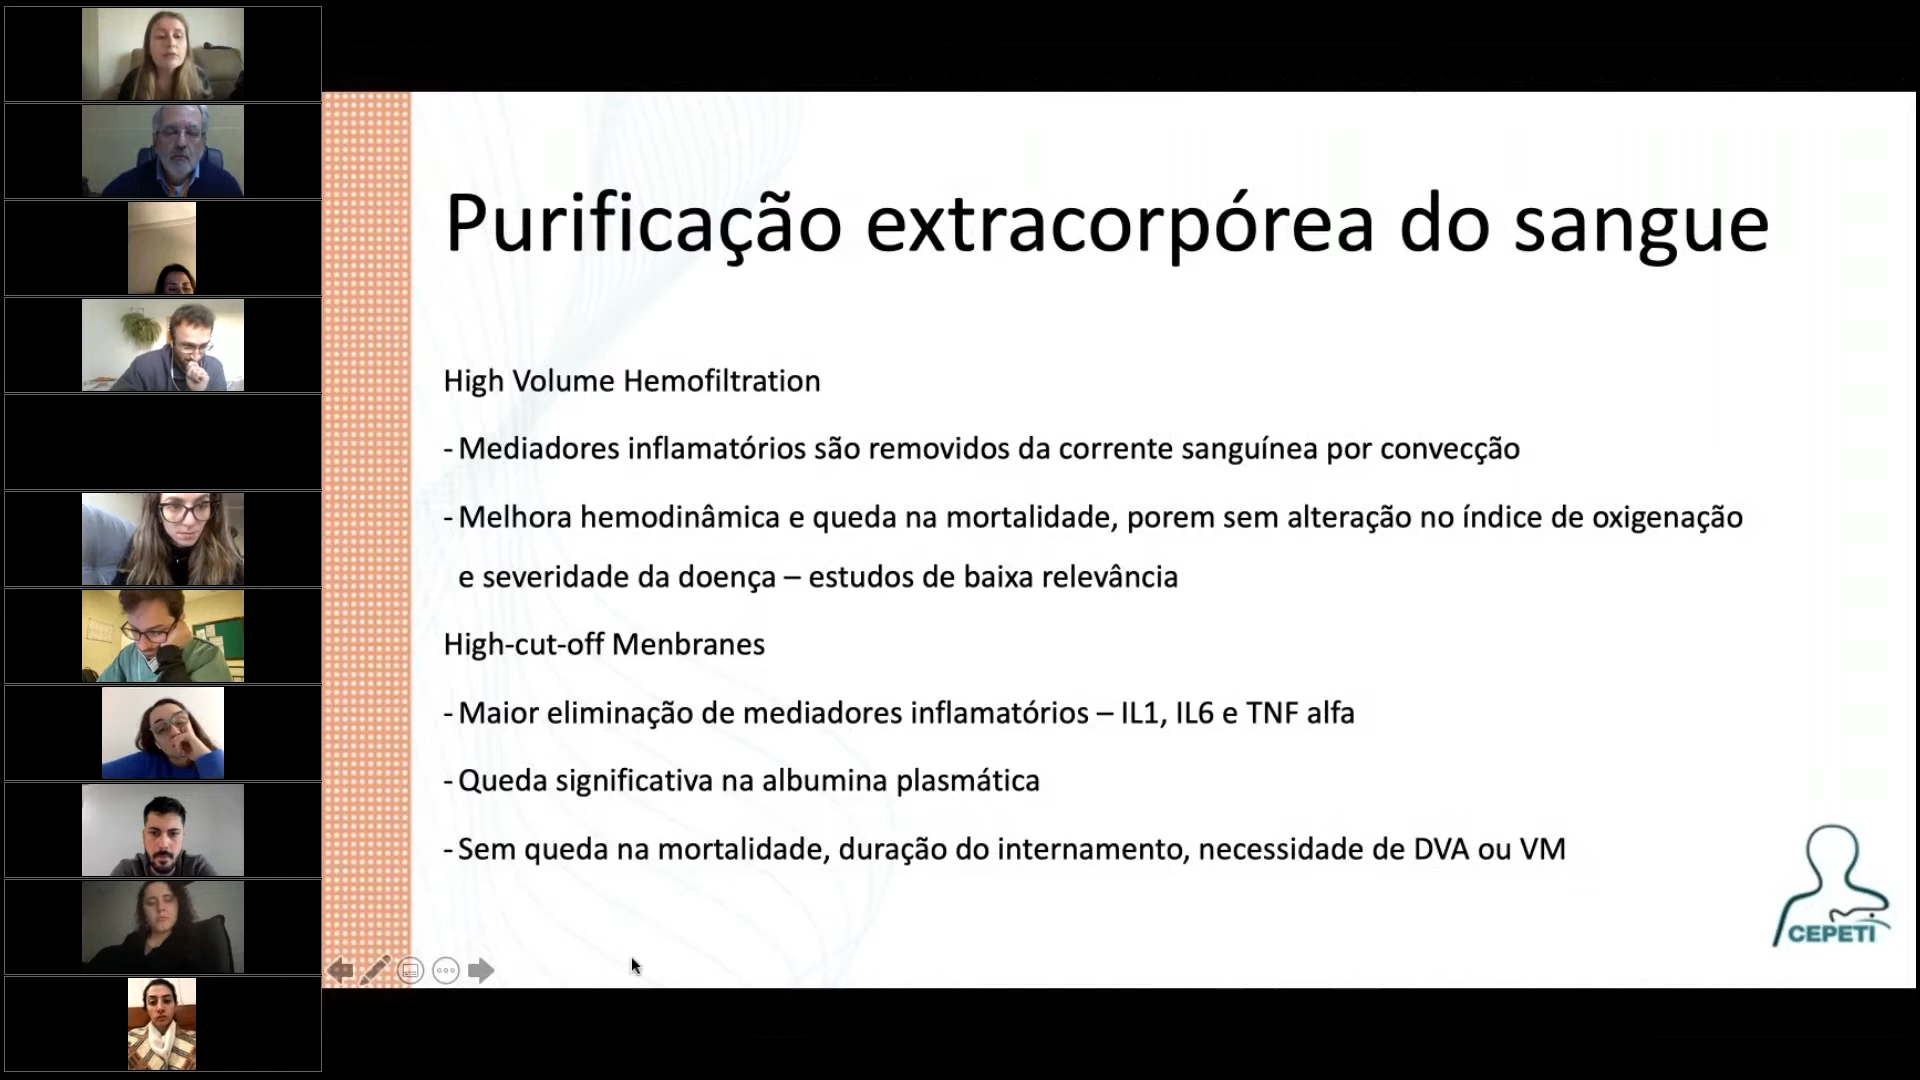 Purificação extracorpórea do sangue
High Volume Hemofiltration
- Mediadores inflamatórios são removidos da corrente sanguínea por convecção
- Melhora hemodinâmica e queda na mortalidade, porem sem alteração no índice de oxigenação
e severidade da doença – estudos de baixa relevância
High-cut-off Menbranes
- Maior eliminação de mediadores inflamatórios – IL1, IL6 e TNF alfa
- Queda significativa na albumina plasmática
- Sem queda na mortalidade, duração do internamento, necessidade de DVA ou VM
CEPETI